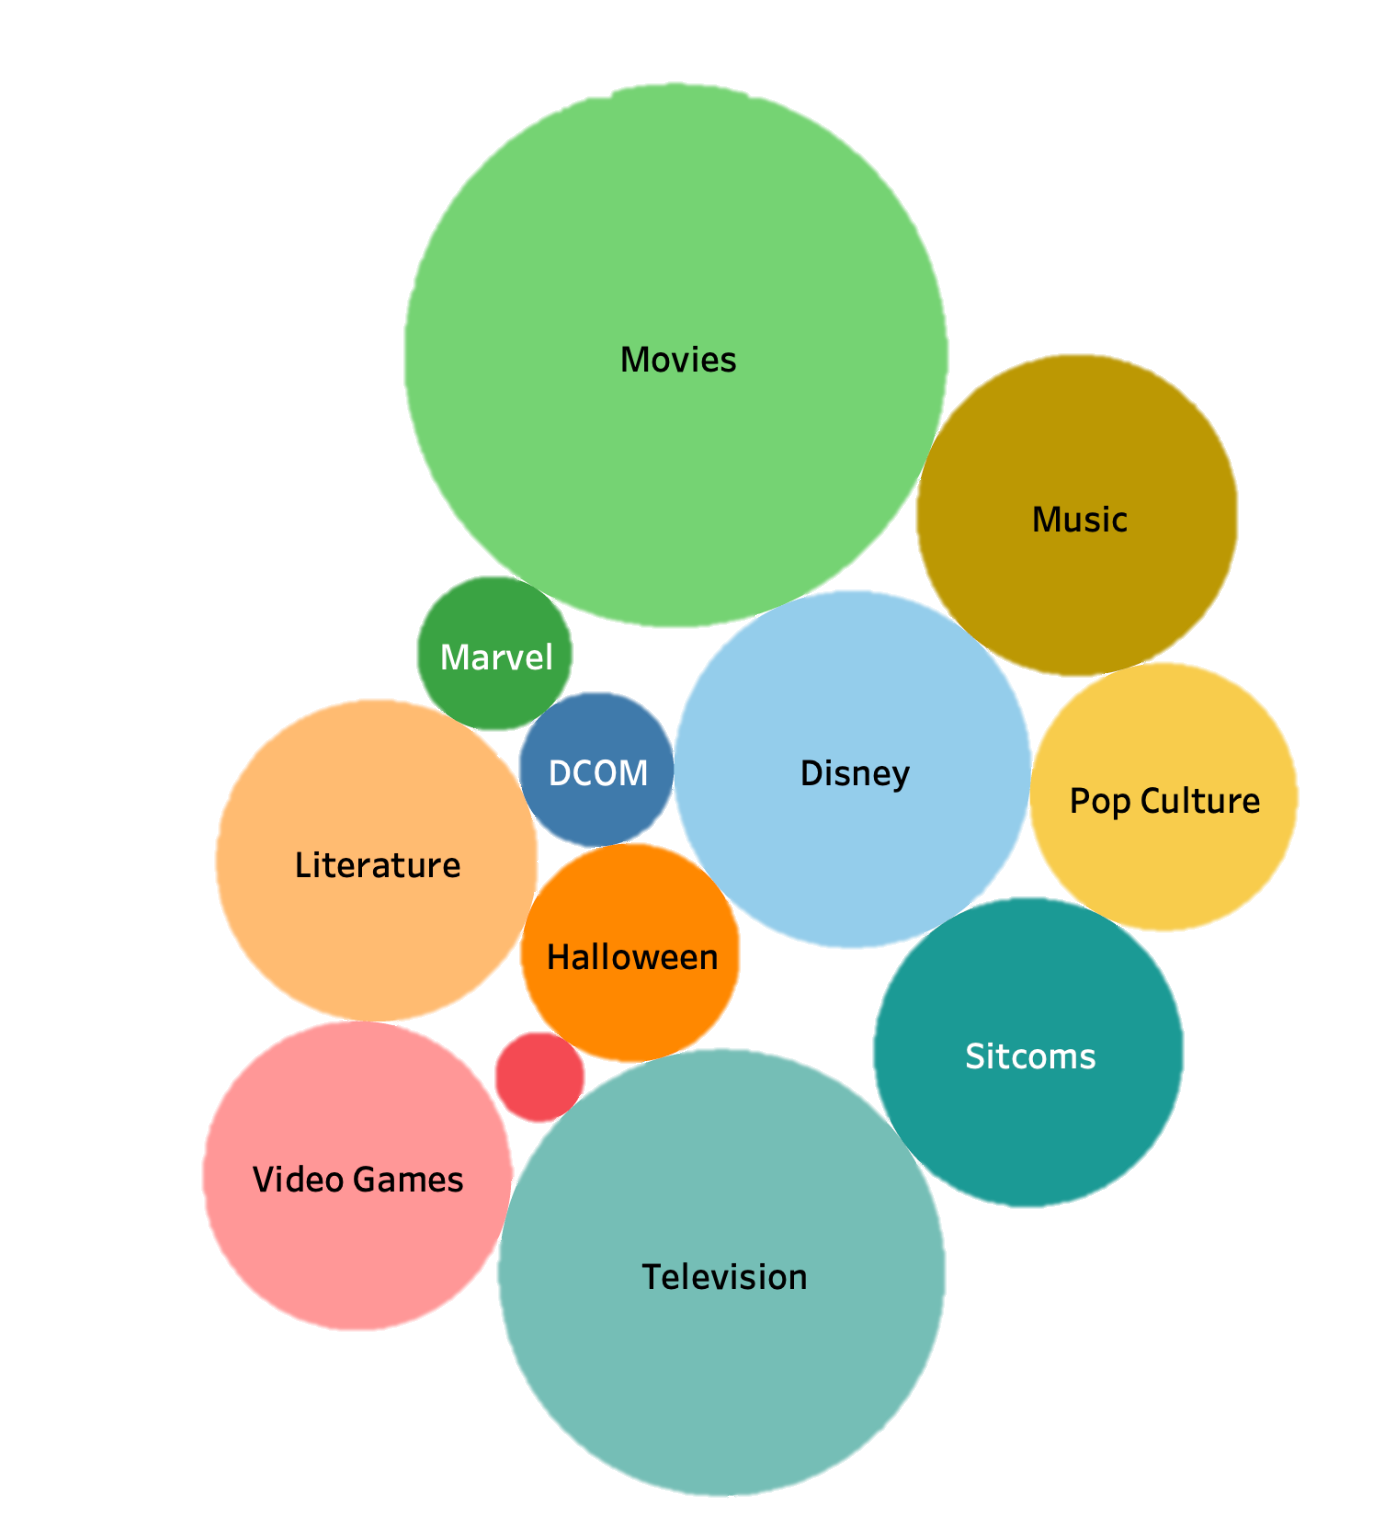 Movies
Music
Marvel
DCOM
Disney
Pop Culture
Literature
Halloween
Sitcoms
Video Games
Television